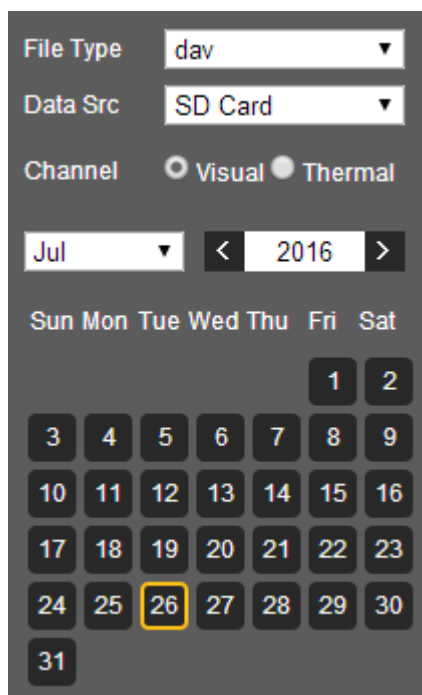 File Type dav
Data Src SD Card
Channel Visual Thermal
Jul < 2016 >
Sun Mon Tue Wed Thu Fri Sat
1 2
3 4 5 6 7 8 9
10 11 12 13 14 15 16
17 18 19 20 21 22 23
24 25 26 27 28 29 30
31